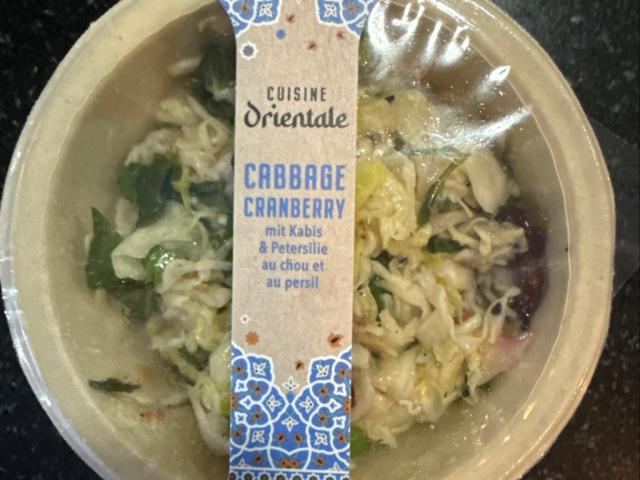 CUISINE
Orientale
CABBAGE
CRANBERRY
mit Kabis
& Petersilie
au chou et
au persil